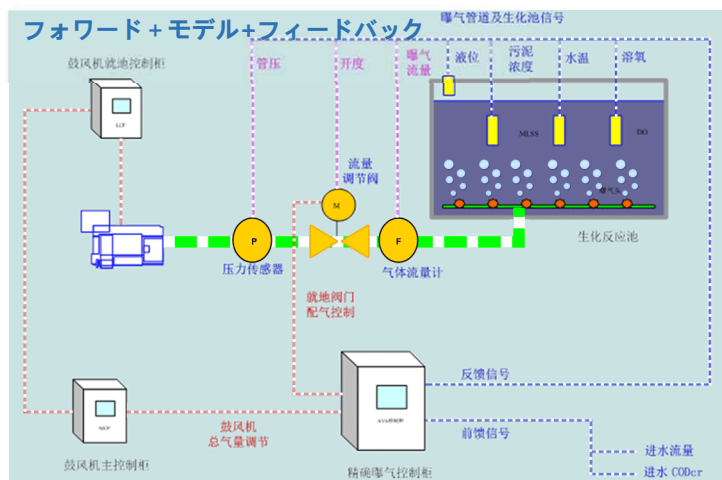 フォワード+モデル+フィードバック
曝气管道及生化池信号
鼓风机就地控制柜
管压
开度
曝气
流量
液位
污泥
浓度
水温
溶氧
LCP
MLSS
DO
流量
调节阀
曝气头
M
P
F
生化反应池
压力传感器
气体流量计
就地阀门
配气控制
反馈信号
MCP
鼓风机
总气量调节
前馈信号
进水流量
鼓风机主控制柜
精确曝气控制柜
进水 CODcr